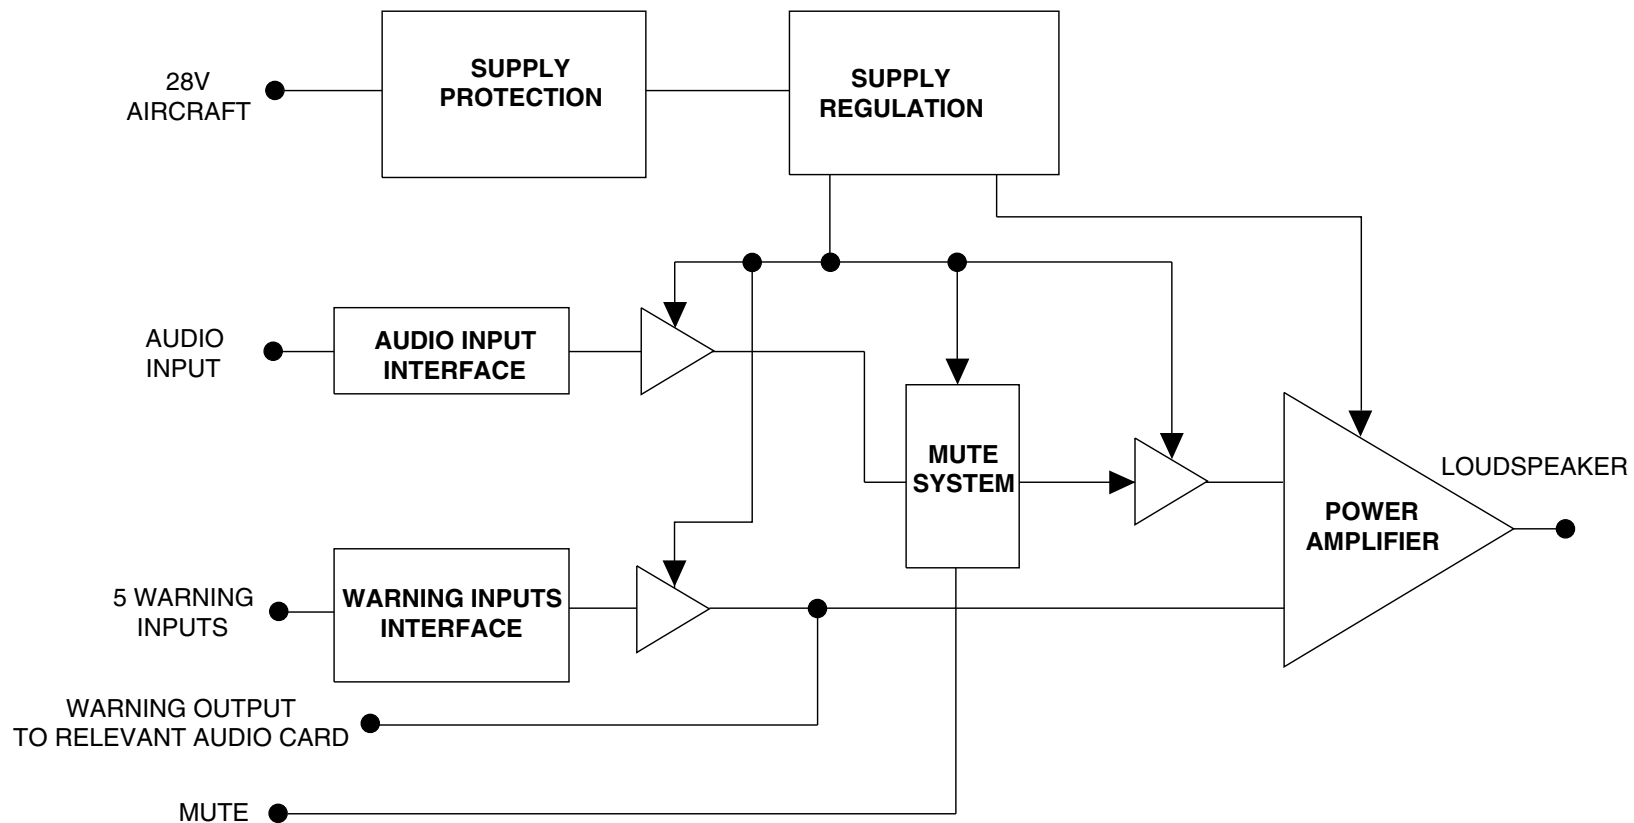 28V
AIRCRAFT
SUPPLY
PROTECTION
SUPPLY
REGULATION
AUDIO
INPUT
AUDIO INPUT
INTERFACE
MUTE
SYSTEM
LOUDSPEAKER
POWER
AMPLIFIER
5 WARNING
INPUTS
WARNING INPUTS
INTERFACE
WARNING OUTPUT
TO RELEVANT AUDIO CARD
MUTE